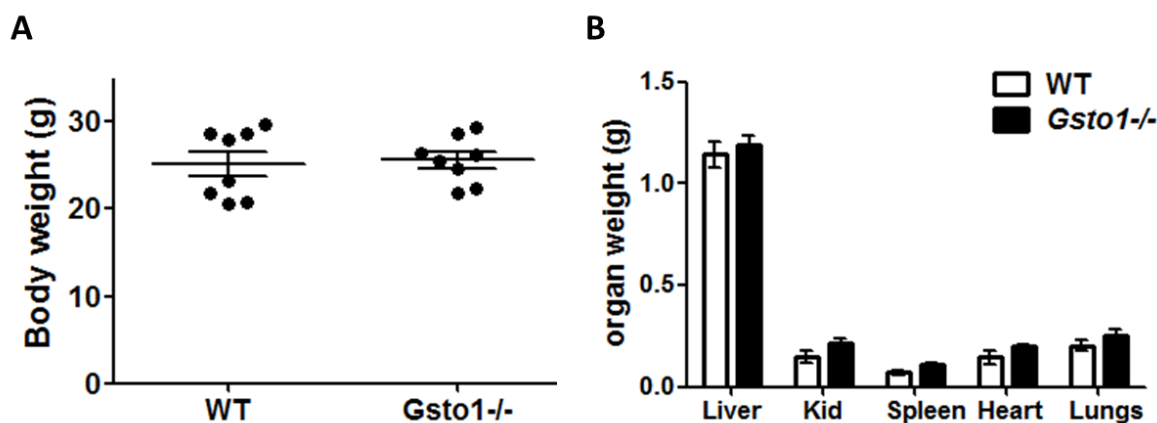 A
Body weight (g)
30
20
10
0
WT
Gsto1-/-
B
organ weight (g)
1.5
1.0
0.5
0.0
WT
Gsto1-/-
Liver Kid Spleen Heart Lungs